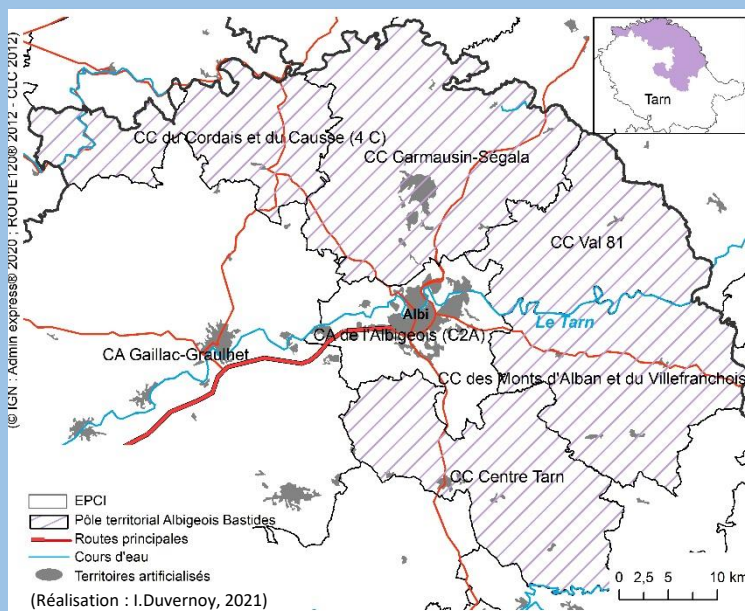 (© IGN : Admin express® 2020 ; ROUTE120® 2012 - CLC 2012)
Tarn
CC du Cordais et du Causse (4 C)
CC Carmausin-Ségala
CC Val 81
Albi
Le Tarn
CA de l'Albigeois (C2A)
CA Gaillac-Graulhet
CC des Monts d'Alban et du Villefranchois
CC Centre Tarn
EPCI
Pôle territorial Albigeois Bastides
Routes principales
Cours d'eau
Territoires artificialisés
0 2,5 5 10 km
(Réalisation : I.Duvernoy, 2021)